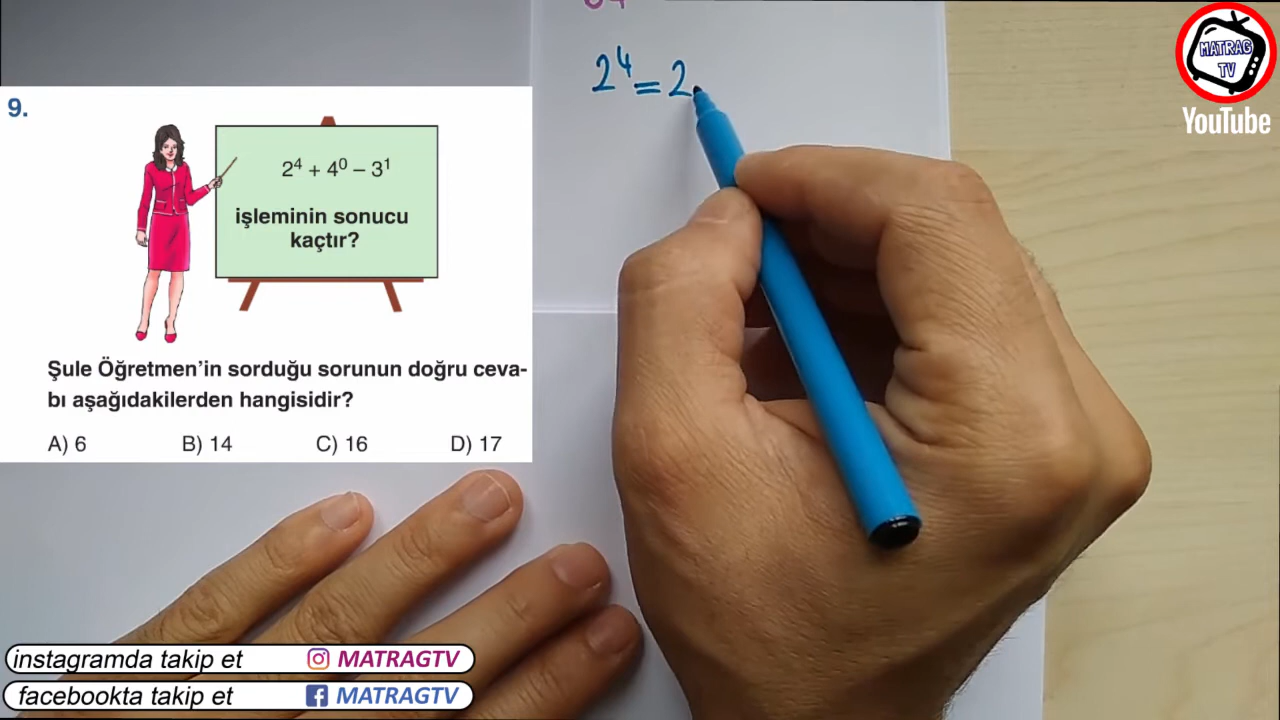 2⁴ = 2
9.
2⁴ + 4⁰ – 3¹
işleminin sonucu
kaçtır?
Şule Öğretmen’in sorduğu sorunun doğru ceva-
bı aşağıdakilerden hangisidir?
A) 6 B) 14 C) 16 D) 17
MATRAG
TV
YouTube
instagramda takip et MATRAGTV
facebookta takip et MATRAGTV